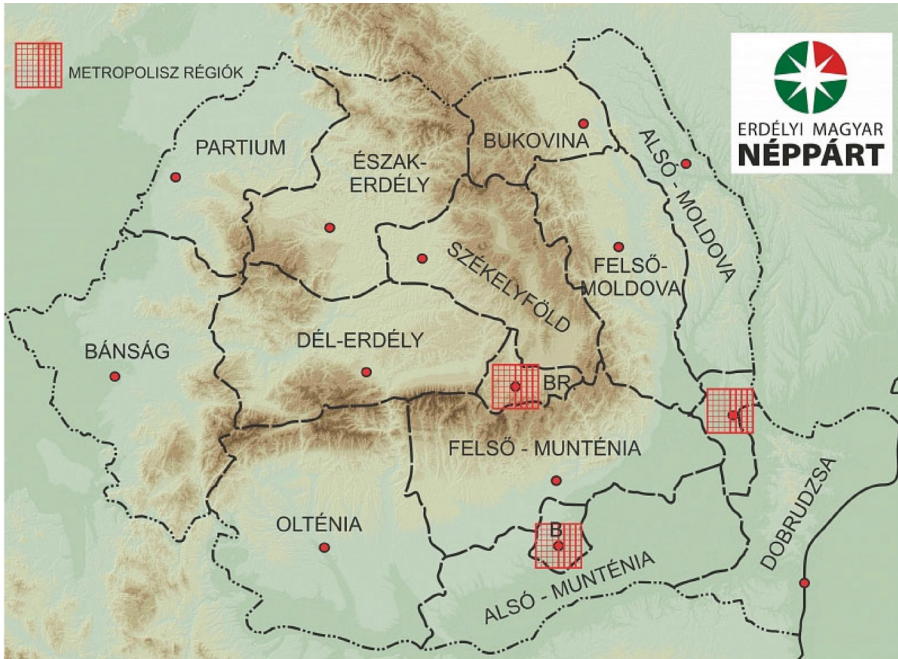 METROPOLISZ RÉGIÓK
ERDÉLYI MAGYAR
NÉPPÁRT
PARTIUM
ÉSZAK-
ERDÉLY
BUKOVINA
ALSÓ - MOLDOVA
SZÉKELYFÖLD
FELSŐ-
MOLDOVA
BÁNSÁG
DÉL-ERDÉLY
BR
FELSŐ - MUNTÉNIA
OLTÉNIA
B
ALSÓ - MUNTÉNIA
DOBRUDZSA